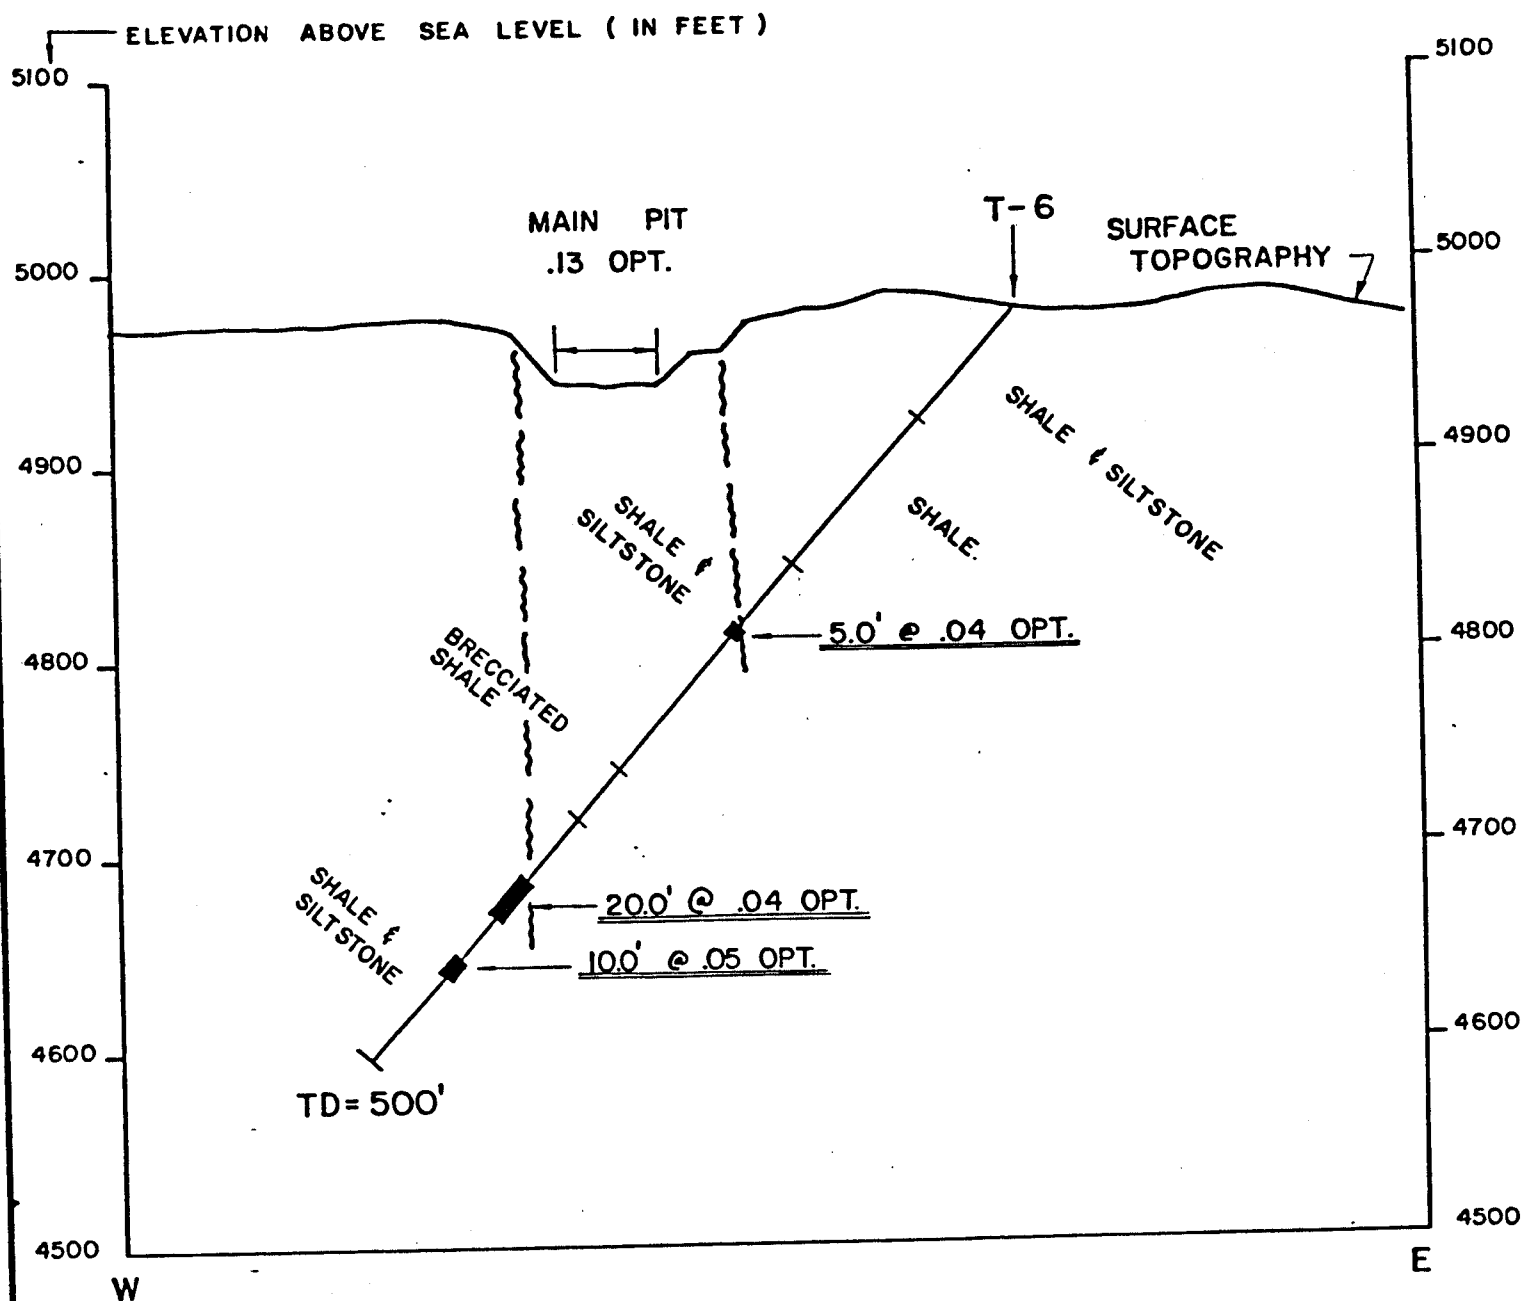 ELEVATION ABOVE SEA LEVEL ( IN FEET )
5100
5100
T-6
MAIN PIT
.13 OPT.
SURFACE
TOPOGRAPHY
5000
5000
SHALE & SILTSTONE
4900
4900
SHALE &
SILTSTONE
SHALE.
5.0' @ .04 OPT.
4800
4800
BRECCIATED
SHALE
4700
4700
SHALE &
SILTSTONE
20.0' @ .04 OPT.
10.0' @ .05 OPT.
4600
4600
TD = 500'
4500
4500
W
E